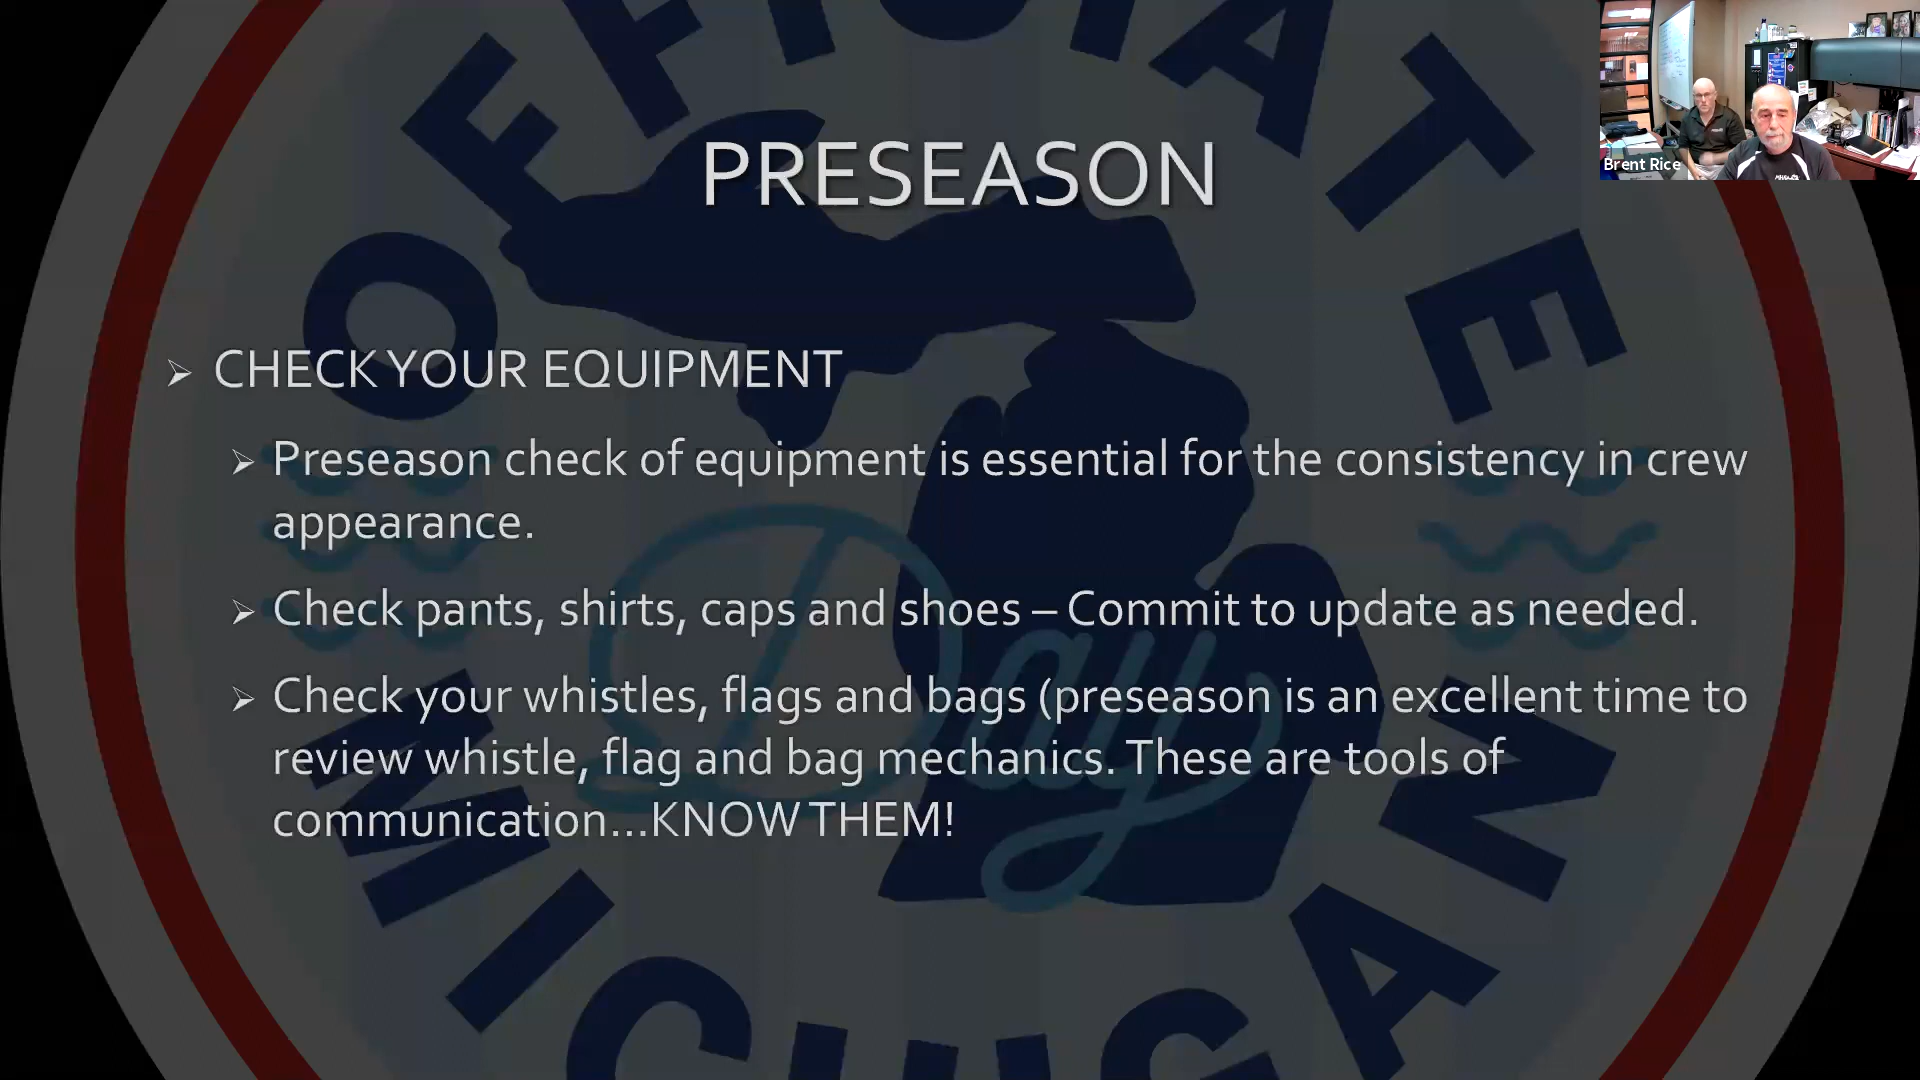 OFFICIATE
PRESEASON
Brent Rice
➢ CHECK YOUR EQUIPMENT
➢ Preseason check of equipment is essential for the consistency in crew
appearance.
➢ Check pants, shirts, caps and shoes – Commit to update as needed.
➢ Check your whistles, flags and bags (preseason is an excellent time to
review whistle, flag and bag mechanics. These are tools of
communication…KNOW THEM!
Day
MICHIGAN